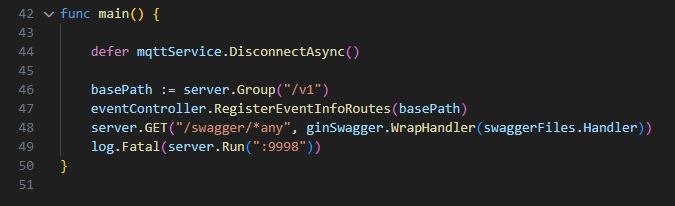 42 func main() {
43
44 defer mqttService.DisconnectAsync()
45
46 basePath := server.Group("/v1")
47 eventController.RegisterEventInfoRoutes(basePath)
48 server.GET("/swagger/*any", ginSwagger.WrapHandler(swaggerFiles.Handler))
49 log.Fatal(server.Run(":9998"))
50 }
51